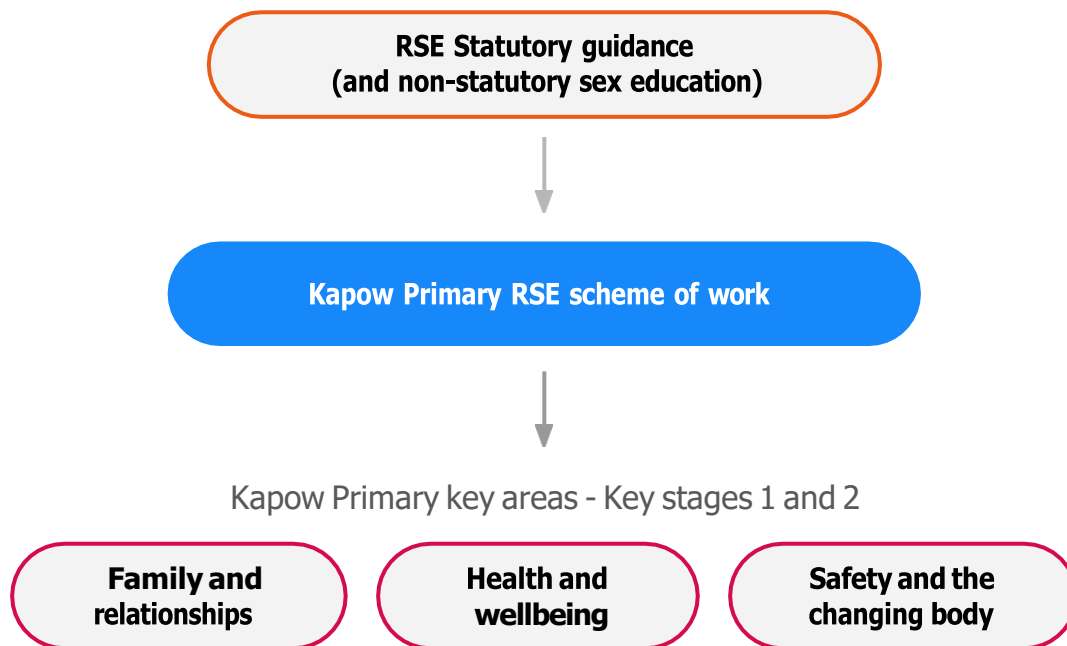 RSE Statutory guidance
(and non-statutory sex education)
Kapow Primary RSE scheme of work
Kapow Primary key areas - Key stages 1 and 2
Family and
relationships
Health and
wellbeing
Safety and the
changing body